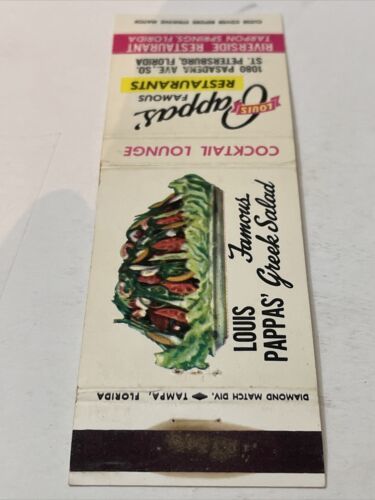 CLOSE COVER BEFORE STRIKING MATCH
RIVERSIDE RESTAURANT
TARPON SPRINGS, FLORIDA
1080 PASADENA AVE. SO.
ST. PETERSBURG, FLORIDA
LOUIS
Pappas'
FAMOUS
RESTAURANTS
COCKTAIL LOUNGE
LOUIS
PAPPAS'
Famous
Greek Salad
DIAMOND MATCH DIV. TAMPA, FLORIDA